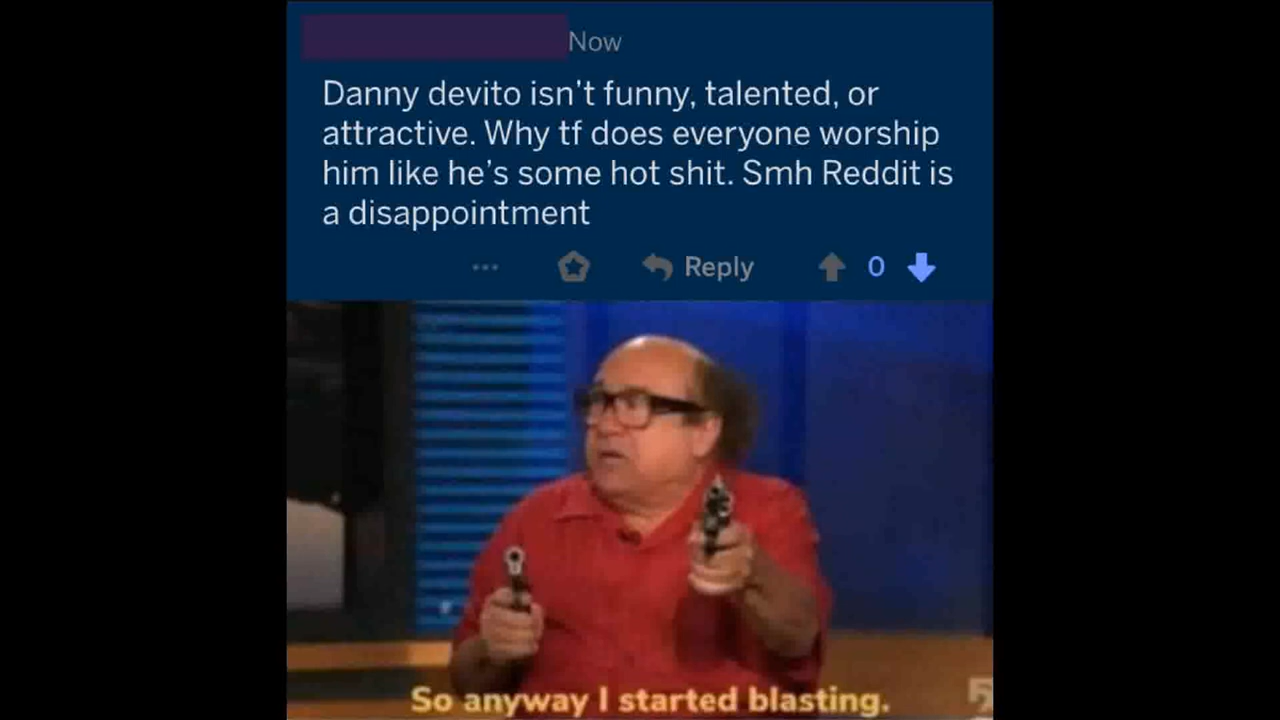 Now
Danny devito isn't funny, talented, or
attractive. Why tf does everyone worship
him like he’s some hot shit. Smh Reddit is
a disappointment
Reply 0
So anyway I started blasting.